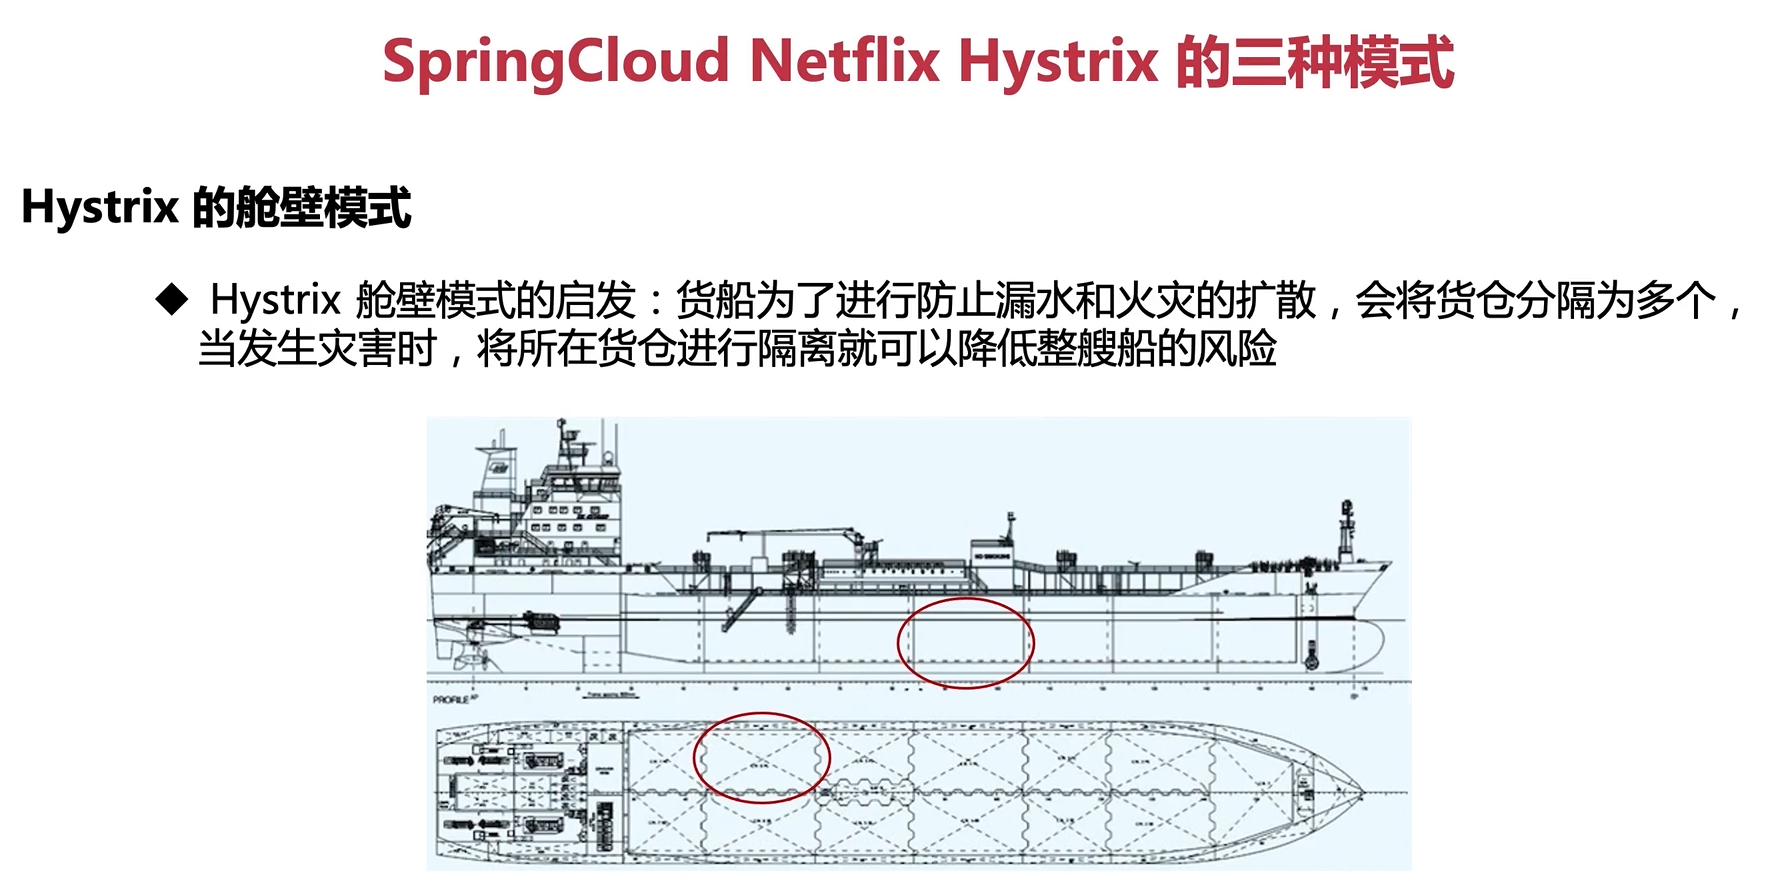 SpringCloud Netflix Hystrix 的三种模式
Hystrix 的舱壁模式
◆ Hystrix 舱壁模式的启发：货船为了进行防止漏水和火灾的扩散，会将货仓分隔为多个，
当发生灾害时，将所在货仓进行隔离就可以降低整艘船的风险
NO SMOKING
PROFILE